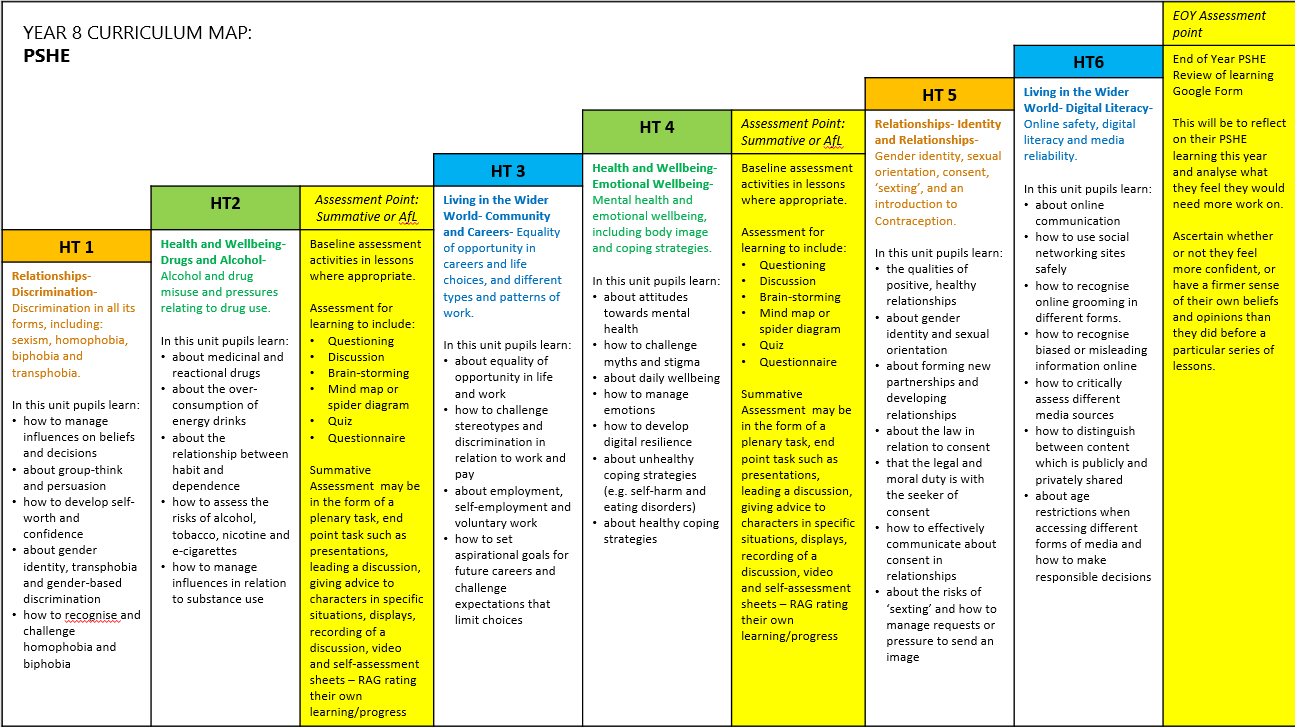 YEAR 8 CURRICULUM MAP:
PSHE
HT 1
Relationships-
Discrimination-
Discrimination in all its
forms, including:
sexism, homophobia,
biphobia and
transphobia.
In this unit pupils learn:
• how to manage
influences on beliefs
and decisions
• about group-think
and persuasion
• how to develop self-
worth and
confidence
• about gender
identity, transphobia
and gender-based
discrimination
• how to recognise and
challenge
homophobia and
biphobia
HT2
Health and Wellbeing-
Drugs and Alcohol-
Alcohol and drug
misuse and pressures
relating to drug use.
In this unit pupils learn:
• about medicinal and
reactional drugs
• about the over-
consumption of
energy drinks
• about the
relationship between
habit and
dependence
• how to assess the
risks of alcohol,
tobacco, nicotine and
e-cigarettes
• how to manage
influences in relation
to substance use
Assessment Point:
Summative or AfL
Baseline assessment
activities in lessons
where appropriate.
Assessment for
learning to include:
• Questioning
• Discussion
• Brain-storming
• Mind map or
spider diagram
• Quiz
• Questionnaire
Summative
Assessment may be
in the form of a
plenary task, end
point task such as
presentations,
leading a discussion,
giving advice to
characters in specific
situations, displays,
recording of a
discussion, video
and self-assessment
sheets – RAG rating
their own
learning/progress
HT 3
Living in the Wider
World- Community
and Careers- Equality
of opportunity in
careers and life
choices, and different
types and patterns of
work.
In this unit pupils learn:
• about equality of
opportunity in life
and work
• how to challenge
stereotypes and
discrimination in
relation to work and
pay
• about employment,
self-employment and
voluntary work
• how to set
aspirational goals for
future careers and
challenge
expectations that
limit choices
HT 4
Health and Wellbeing-
Emotional Wellbeing-
Mental health and
emotional wellbeing,
including body image
and coping strategies.
In this unit pupils learn:
• about attitudes
towards mental
health
• how to challenge
myths and stigma
• about daily wellbeing
• how to manage
emotions
• how to develop
digital resilience
• about unhealthy
coping strategies
(e.g. self-harm and
eating disorders)
• about healthy coping
strategies
Assessment Point:
Summative or AfL
Baseline assessment
activities in lessons
where appropriate.
Assessment for
learning to include:
• Questioning
• Discussion
• Brain-storming
• Mind map or
spider diagram
• Quiz
• Questionnaire
Summative
Assessment may be
in the form of a
plenary task, end
point task such as
presentations,
leading a discussion,
giving advice to
characters in specific
situations, displays,
recording of a
discussion, video
and self-assessment
sheets – RAG rating
their own
learning/progress
HT 5
Relationships- Identity
and Relationships-
Gender identity, sexual
orientation, consent,
‘sexting’, and an
introduction to
Contraception.
In this unit pupils learn:
• the qualities of
positive, healthy
relationships
• about gender
identity and sexual
orientation
• about forming new
partnerships and
developing
relationships
• about the law in
relation to consent
• that the legal and
moral duty is with
the seeker of
consent
• how to effectively
communicate about
consent in
relationships
• about the risks of
‘sexting’ and how to
manage requests or
pressure to send an
image
HT6
Living in the Wider
World- Digital Literacy-
Online safety, digital
literacy and media
reliability.
In this unit pupils learn:
• about online
communication
• how to use social
networking sites
safely
• how to recognise
online grooming in
different forms.
• how to recognise
biased or misleading
information online
• how to critically
assess different
media sources
• how to distinguish
between content
which is publicly and
privately shared
• about age
restrictions when
accessing different
forms of media and
how to make
responsible decisions
EOY Assessment
point
End of Year PSHE
Review of learning
Google Form
This will be to reflect
on their PSHE
learning this year
and analyse what
they feel they would
need more work on.
Ascertain whether
or not they feel
more confident, or
have a firmer sense
of their own beliefs
and opinions than
they did before a
particular series of
lessons.